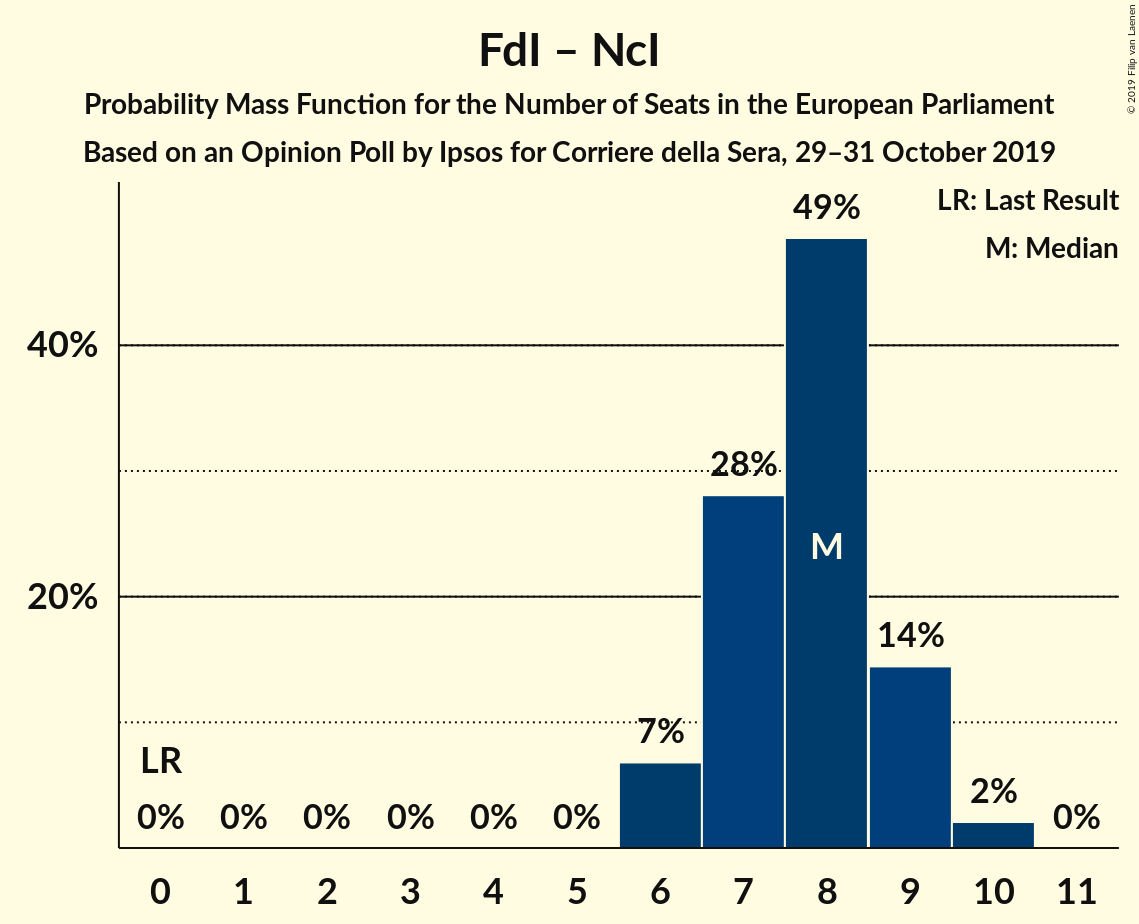 FdI – NcI
Probability Mass Function for the Number of Seats in the European Parliament
Based on an Opinion Poll by Ipsos for Corriere della Sera, 29–31 October 2019
© 2019 Filip van Laenen
LR: Last Result
M: Median
49%
40%
28%
M
20%
14%
7%
LR
2%
0% 0% 0% 0% 0% 0% 0%
0 1 2 3 4 5 6 7 8 9 10 11